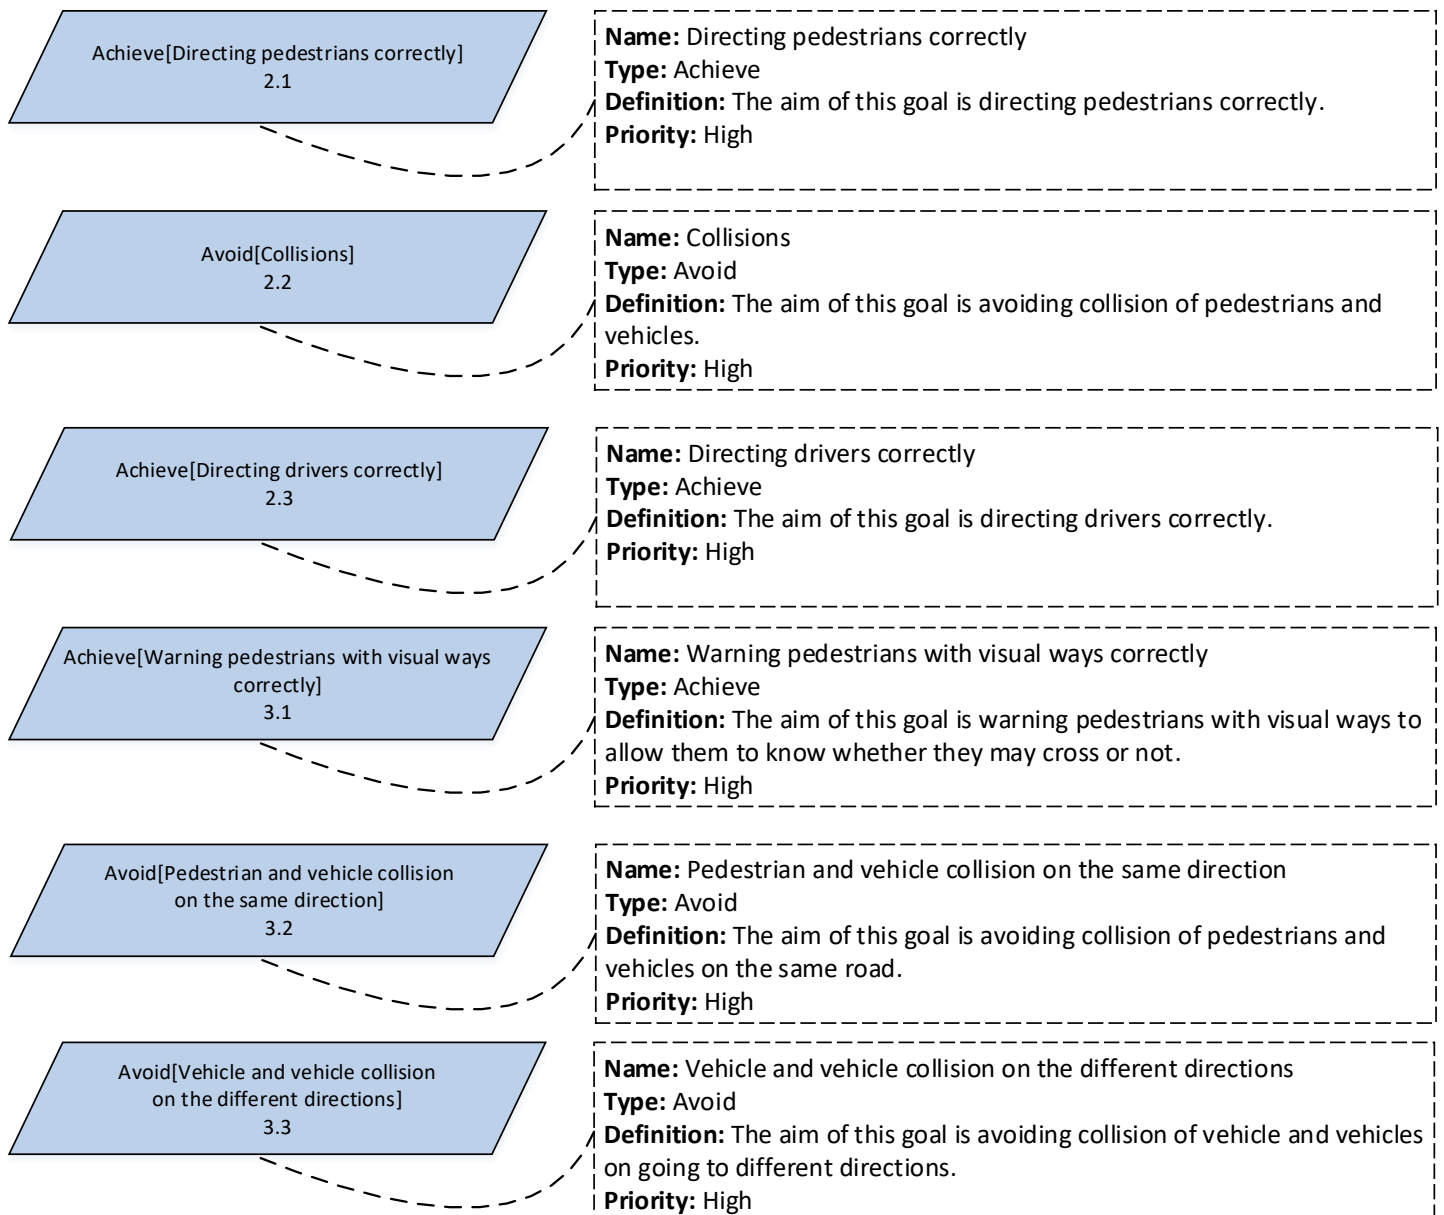 Achieve[Directing pedestrians correctly]
2.1
Name: Directing pedestrians correctly
Type: Achieve
Definition: The aim of this goal is directing pedestrians correctly.
Priority: High
Avoid[Collisions]
2.2
Name: Collisions
Type: Avoid
Definition: The aim of this goal is avoiding collision of pedestrians and
vehicles.
Priority: High
Achieve[Directing drivers correctly]
2.3
Name: Directing drivers correctly
Type: Achieve
Definition: The aim of this goal is directing drivers correctly.
Priority: High
Achieve[Warning pedestrians with visual ways
correctly]
3.1
Name: Warning pedestrians with visual ways correctly
Type: Achieve
Definition: The aim of this goal is warning pedestrians with visual ways to
allow them to know whether they may cross or not.
Priority: High
Avoid[Pedestrian and vehicle collision
on the same direction]
3.2
Name: Pedestrian and vehicle collision on the same direction
Type: Avoid
Definition: The aim of this goal is avoiding collision of pedestrians and
vehicles on the same road.
Priority: High
Avoid[Vehicle and vehicle collision
on the different directions]
3.3
Name: Vehicle and vehicle collision on the different directions
Type: Avoid
Definition: The aim of this goal is avoiding collision of vehicle and vehicles
on going to different directions.
Priority: High